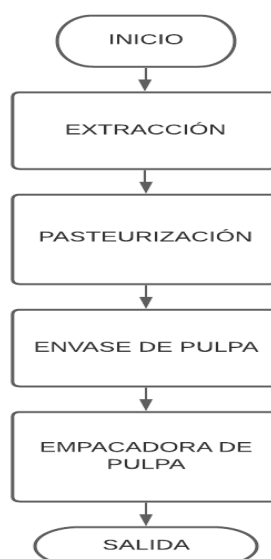 INICIO
EXTRACCIÓN
PASTEURIZACIÓN
ENVASE DE PULPA
EMPACADORA DE
PULPA
SALIDA